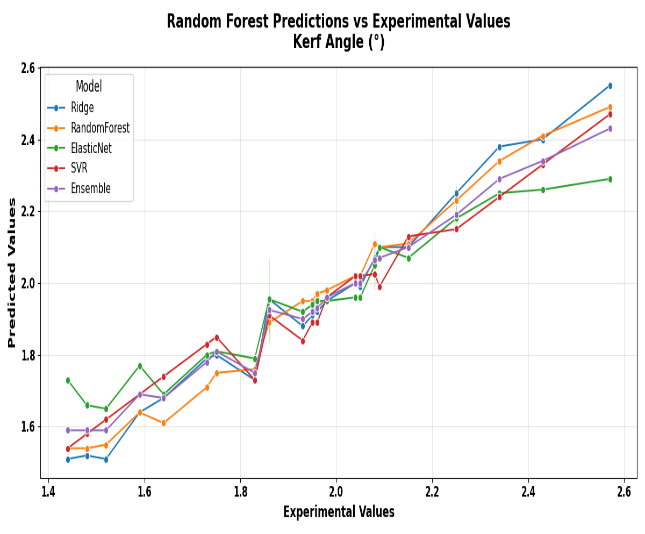 Random Forest Predictions vs Experimental Values
Kerf Angle (°)
Predicted Values
2.6
2.4
2.2
2.0
1.8
1.6
Model
Ridge
RandomForest
ElasticNet
SVR
Ensemble
1.4 1.6 1.8 2.0 2.2 2.4 2.6
Experimental Values